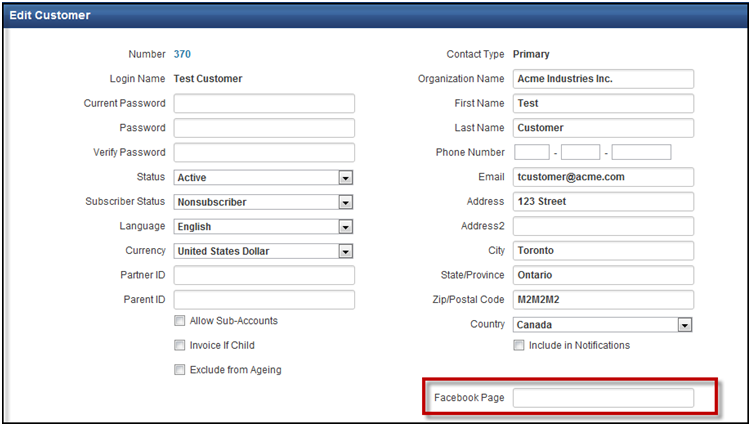 Edit Customer
Number 370
Login Name Test Customer
Current Password
Password
Verify Password
Status Active
Subscriber Status Nonsubscriber
Language English
Currency United States Dollar
Partner ID
Parent ID
Allow Sub-Accounts
Invoice If Child
Exclude from Ageing
Contact Type Primary
Organization Name Acme Industries Inc.
First Name Test
Last Name Customer
Phone Number - -
Email tcustomer@acme.com
Address 123 Street
Address2
City Toronto
State/Province Ontario
Zip/Postal Code M2M2M2
Country Canada
Include in Notifications
Facebook Page